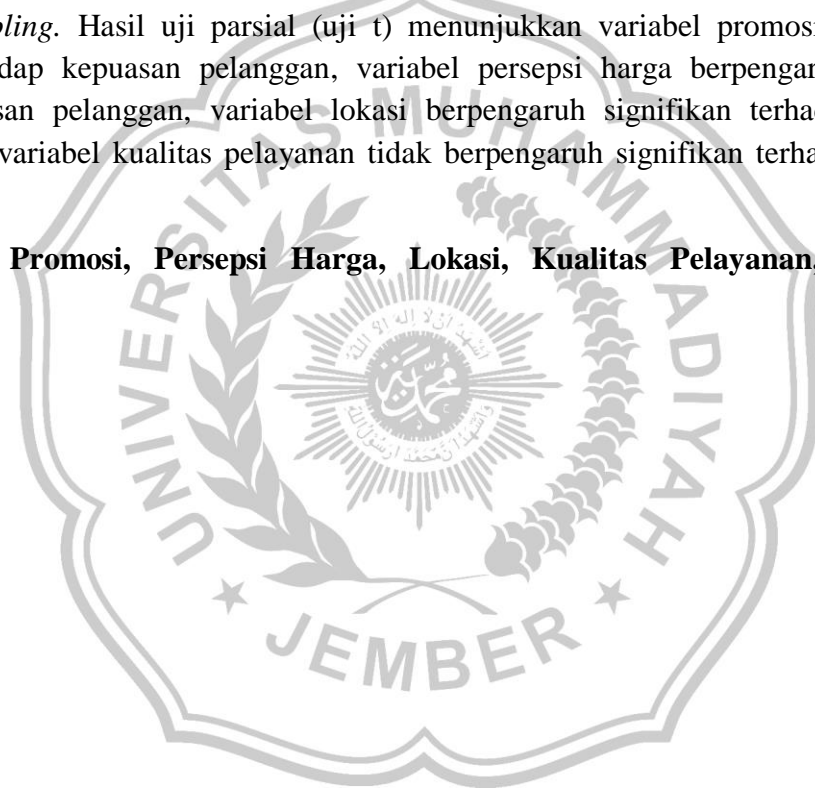 pling. Hasil uji parsial (uji t) menunjukkan variabel promosi
dap kepuasan pelanggan, variabel persepsi harga berpengar
san pelanggan, variabel lokasi berpengaruh signifikan terhad
variabel kualitas pelayanan tidak berpengaruh signifikan terha
Promosi, Persepsi Harga, Lokasi, Kualitas Pelayanan,
UNIVERSITAS MUHAMMADIYAH
JEMBER